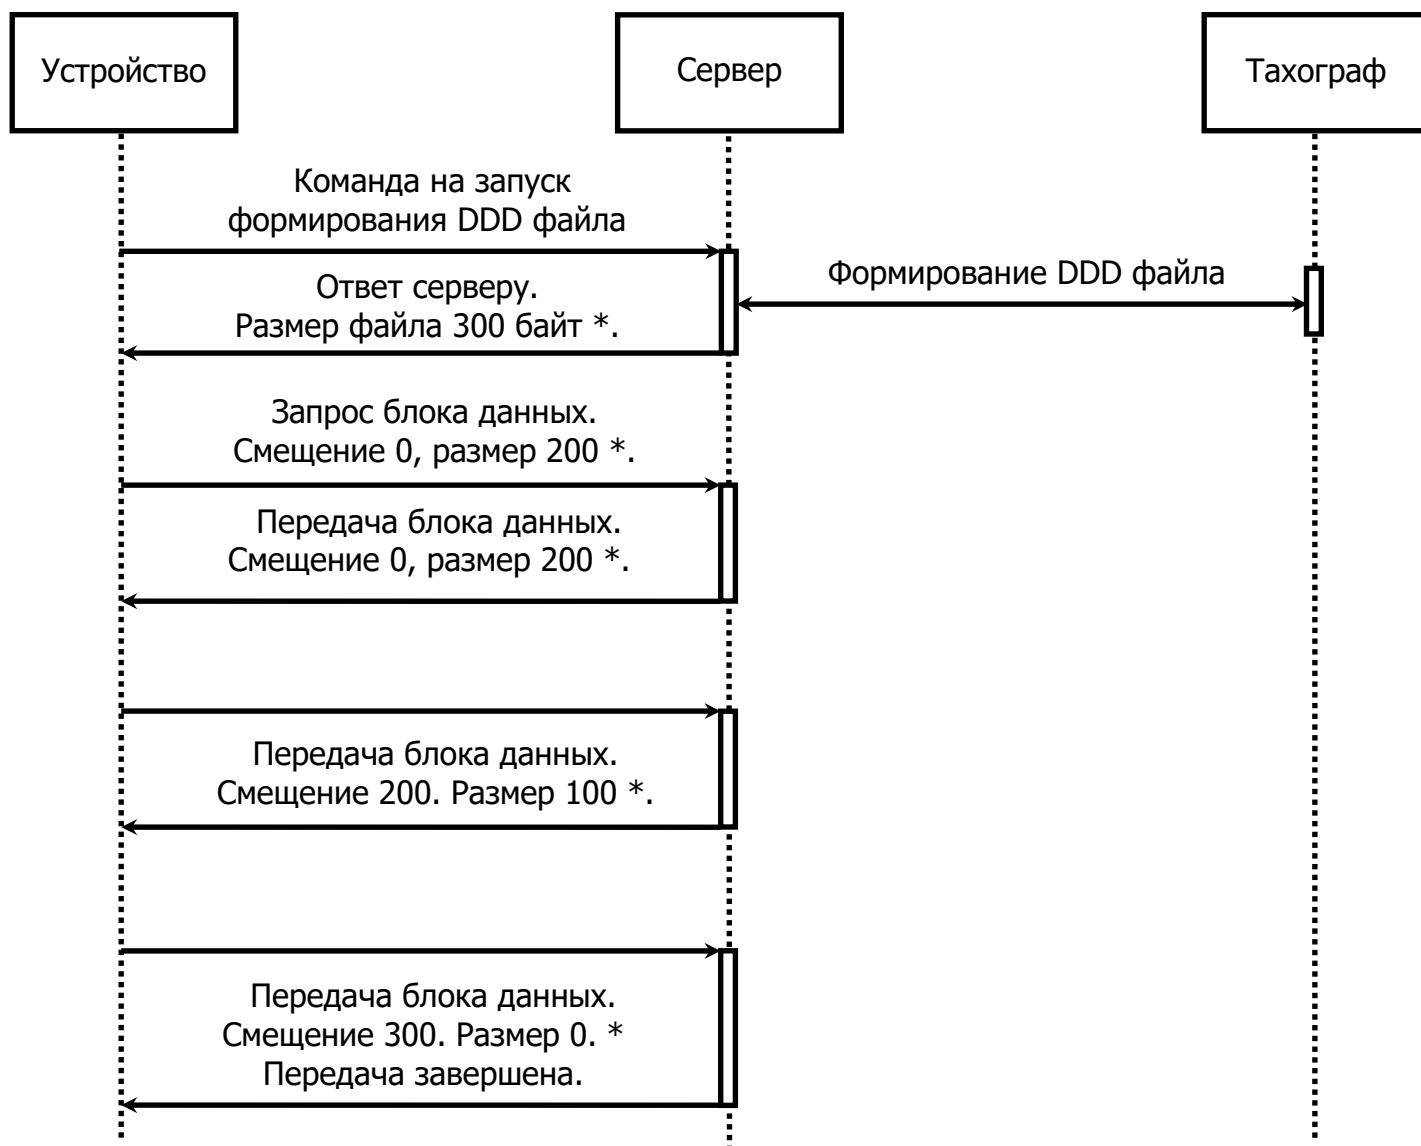 Устройство
Сервер
Тахограф
Команда на запуск
формирования DDD файла
Формирование DDD файла
Ответ серверу.
Размер файла 300 байт *.
Запрос блока данных.
Смещение 0, размер 200 *.
Передача блока данных.
Смещение 0, размер 200 *.
Передача блока данных.
Смещение 200. Размер 100 *.
Передача блока данных.
Смещение 300. Размер 0. *
Передача завершена.